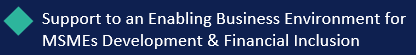 Support to an Enabling Business Environment for
MSMEs Development & Financial Inclusion